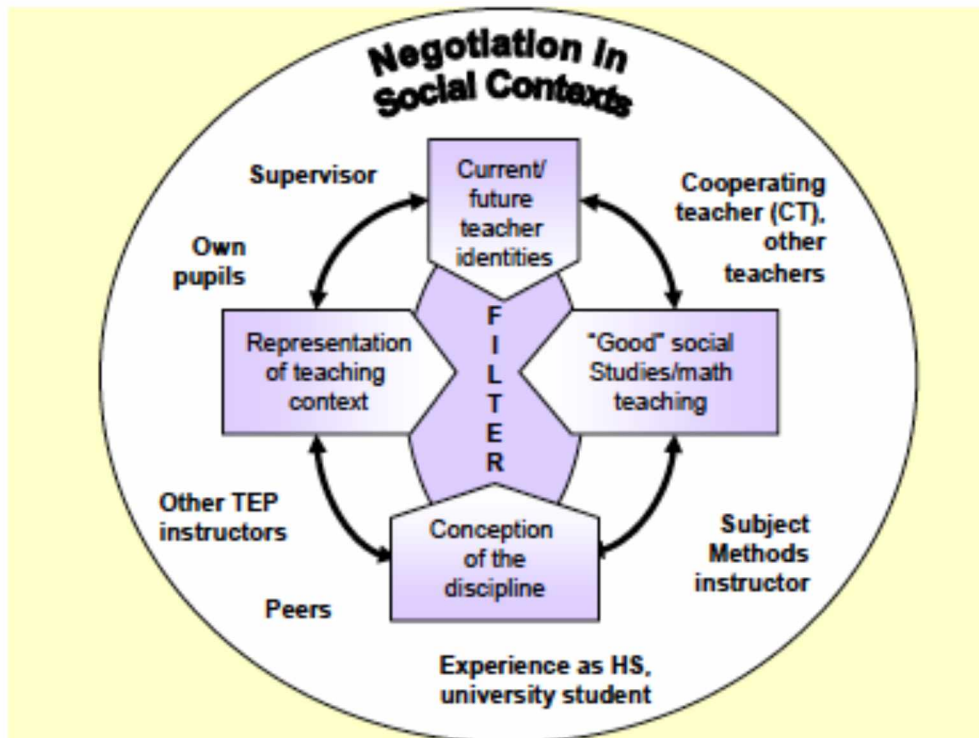 Negotiation in
Social Contexts
Supervisor
Current/
future
teacher
identities
Cooperating
teacher (CT),
other
teachers
Own
pupils
Representation
of teaching
context
F
I
L
T
E
R
"Good" social
Studies/math
teaching
Other TEP
instructors
Conception
of the
discipline
Subject
Methods
instructor
Peers
Experience as HS,
university student